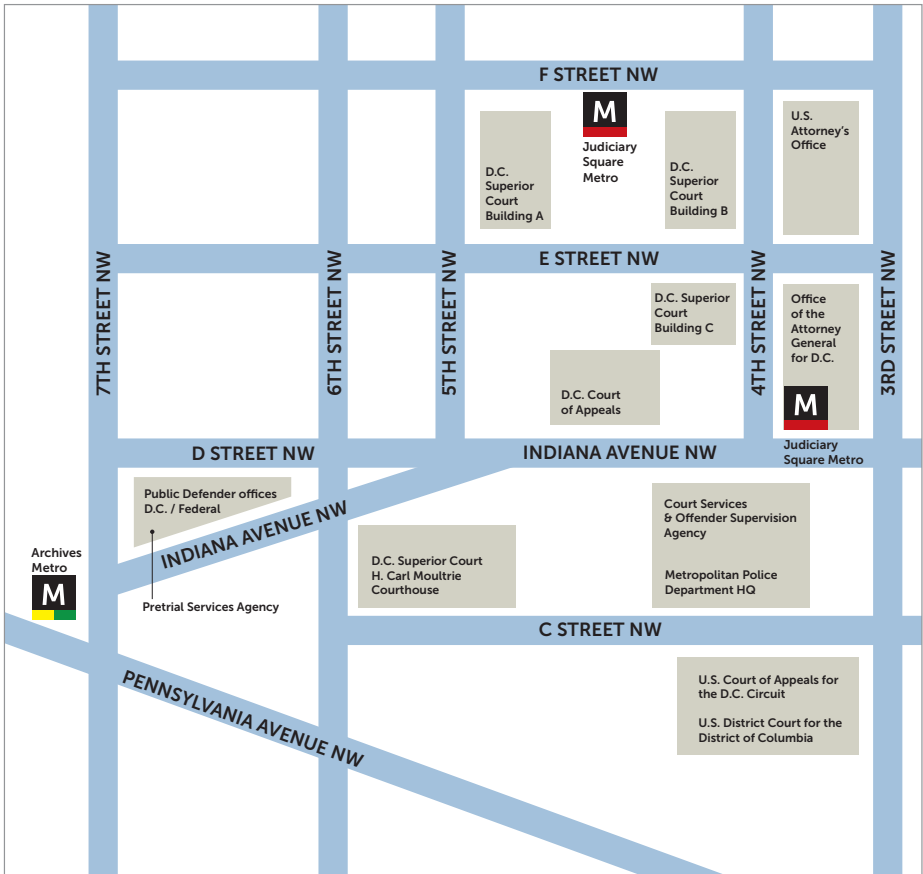 F STREET NW
M
Judiciary
Square
Metro
D.C.
Superior
Court
Building A
D.C.
Superior
Court
Building B
U.S.
Attorney's
Office
E STREET NW
7TH STREET NW
6TH STREET NW
5TH STREET NW
4TH STREET NW
3RD STREET NW
D.C. Superior
Court
Building C
Office
of the
Attorney
General
for D.C.
D.C. Court
of Appeals
M
Judiciary
Square Metro
D STREET NW
INDIANA AVENUE NW
Public Defender offices
D.C. / Federal
INDIANA AVENUE NW
Court Services
& Offender Supervision
Agency
Metropolitan Police
Department HQ
D.C. Superior Court
H. Carl Moultrie
Courthouse
Archives
Metro
M
Pretrial Services Agency
C STREET NW
PENNSYLVANIA AVENUE NW
U.S. Court of Appeals for
the D.C. Circuit
U.S. District Court for the
District of Columbia